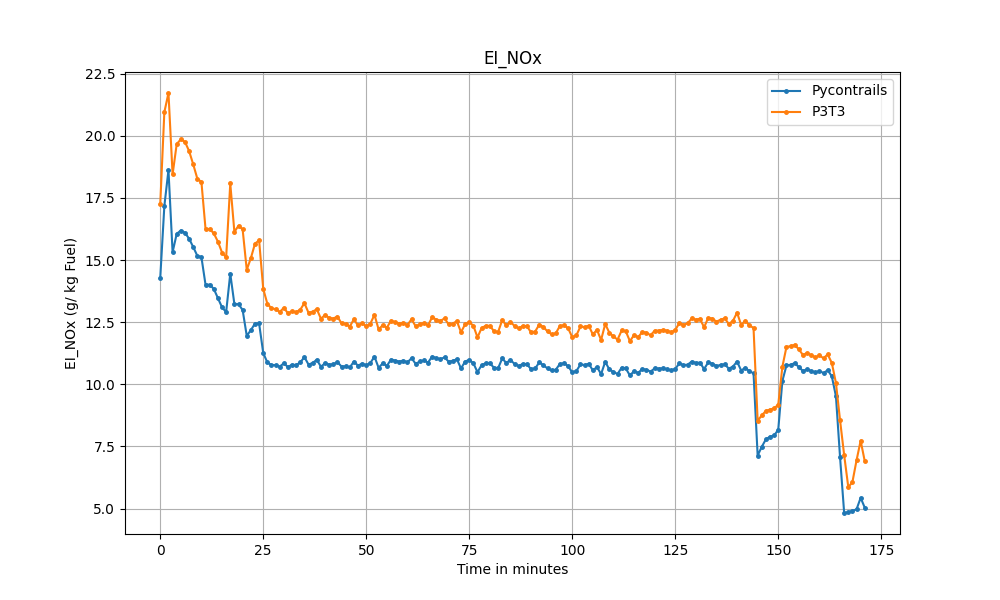 EI_NOx
Pycontrails
P3T3
22.5
20.0
17.5
15.0
12.5
10.0
7.5
5.0
EI_NOx (g/ kg Fuel)
0 25 50 75 100 125 150 175
Time in minutes